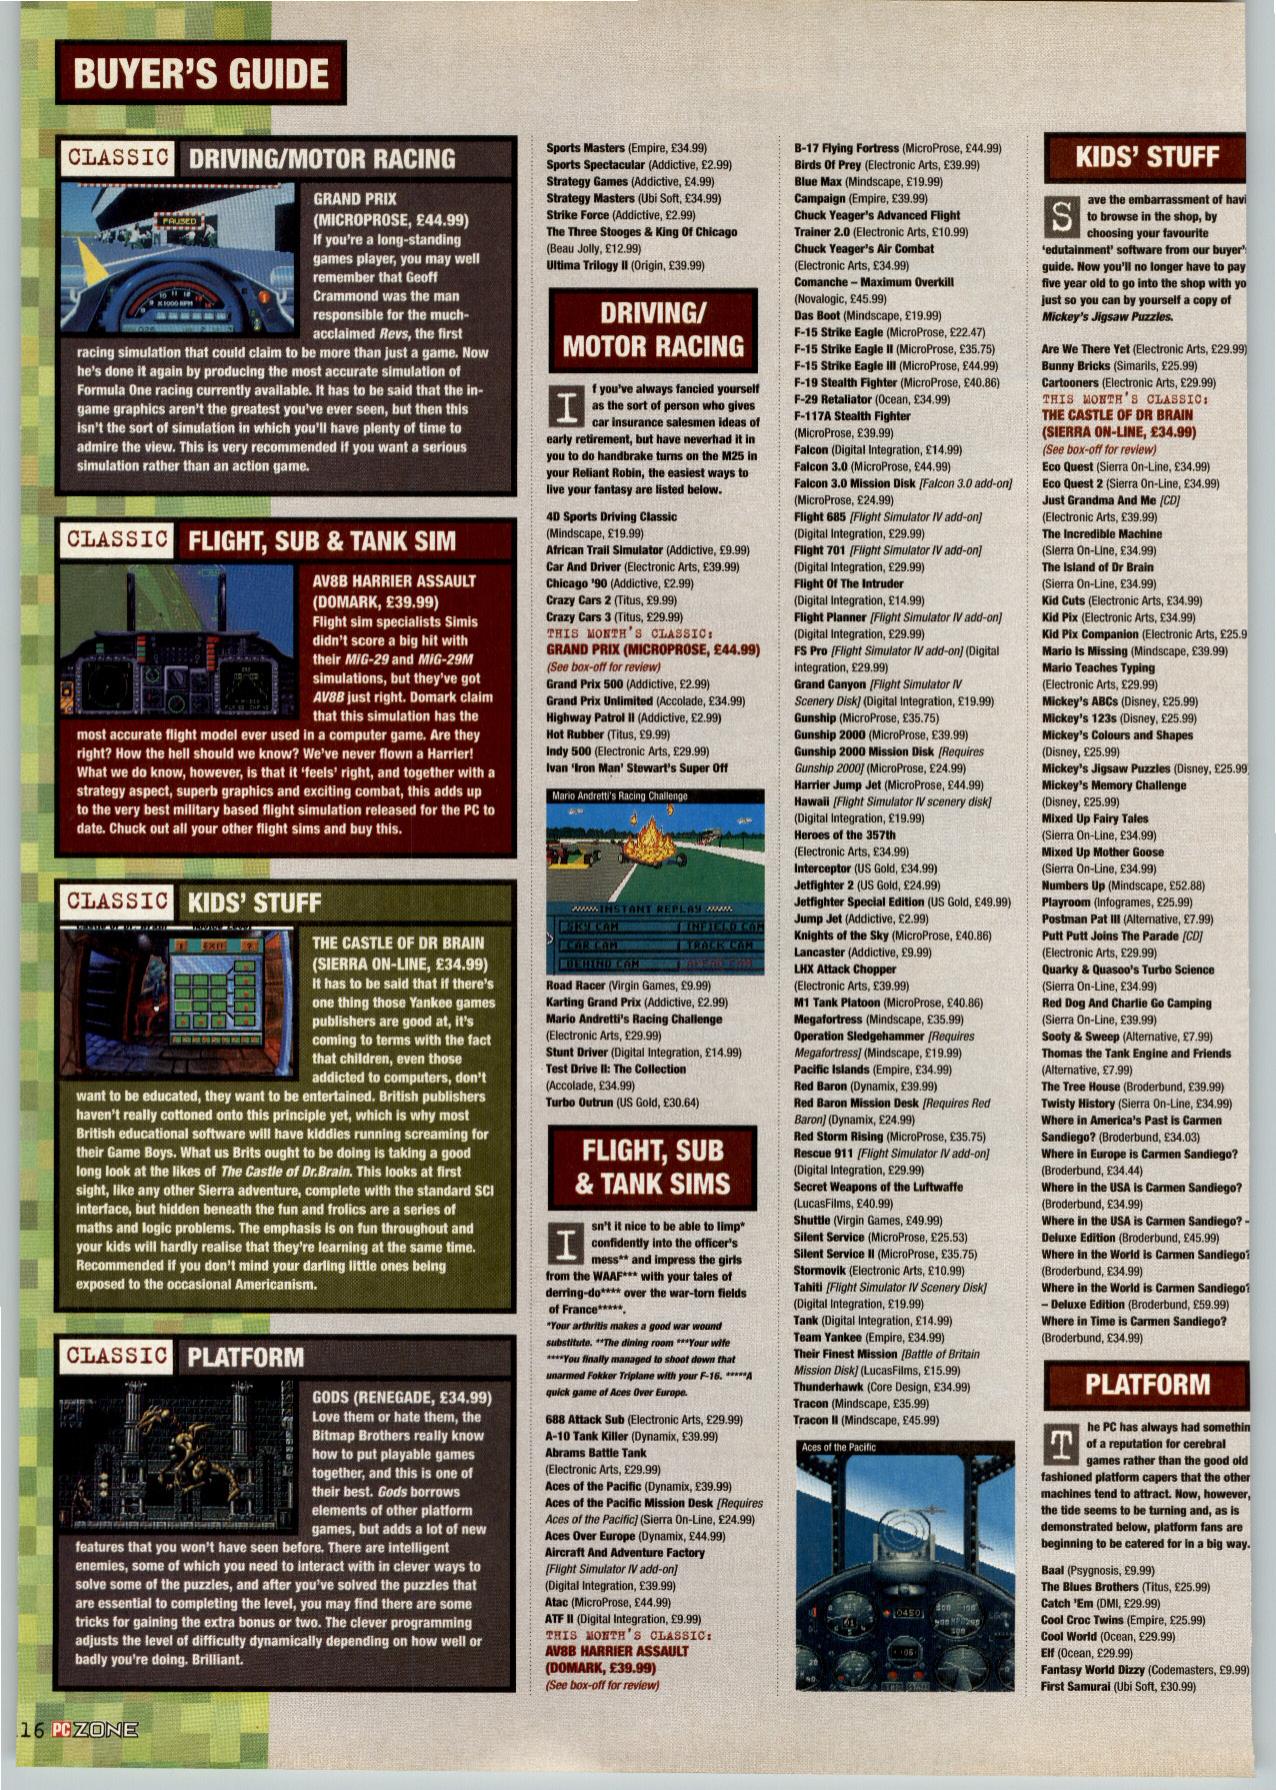 BUYER'S GUIDE
CLASSIC DRIVING/MOTOR RACING
PAUSED
GRAND PRIX
(MICROPROSE, £44.99)
If you're a long-standing
games player, you may well
remember that Geoff
Crammond was the man
responsible for the much-
acclaimed Revs, the first
racing simulation that could claim to be more than just a game. Now
he's done it again by producing the most accurate simulation of
Formula One racing currently available. It has to be said that the in-
game graphics aren't the greatest you've ever seen, but then this
isn't the sort of simulation in which you'll have plenty of time to
admire the view. This is very recommended if you want a serious
simulation rather than an action game.
CLASSIC FLIGHT, SUB & TANK SIM
AV8B HARRIER ASSAULT
(DOMARK, £39.99)
Flight sim specialists Simis
didn't score a big hit with
their MiG-29 and MiG-29M
simulations, but they've got
AV8B just right. Domark claim
that this simulation has the
most accurate flight model ever used in a computer game. Are they
right? How the hell should we know? We've never flown a Harrier!
What we do know, however, is that it 'feels' right, and together with a
strategy aspect, superb graphics and exciting combat, this adds up
to the very best military based flight simulation released for the PC to
date. Chuck out all your other flight sims and buy this.
CLASSIC KIDS' STUFF
THE CASTLE OF DR BRAIN
(SIERRA ON-LINE, £34.99)
It has to be said that if there's
one thing those Yankee games
publishers are good at, it's
coming to terms with the fact
that children, even those
addicted to computers, don't
want to be educated, they want to be entertained. British publishers
haven't really cottoned onto this principle yet, which is why most
British educational software will have kiddies running screaming for
their Game Boys. What us Brits ought to be doing is taking a good
long look at the likes of The Castle of Dr.Brain. This looks at first
sight, like any other Sierra adventure, complete with the standard SCI
interface, but hidden beneath the fun and frolics are a series of
maths and logic problems. The emphasis is on fun throughout and
your kids will hardly realise that they're learning at the same time.
Recommended if you don't mind your darling little ones being
exposed to the occasional Americanism.
CLASSIC PLATFORM
GODS (RENEGADE, £34.99)
Love them or hate them, the
Bitmap Brothers really know
how to put playable games
together, and this is one of
their best. Gods borrows
elements of other platform
games, but adds a lot of new
features that you won't have seen before. There are intelligent
enemies, some of which you need to interact with in clever ways to
solve some of the puzzles, and after you've solved the puzzles that
are essential to completing the level, you may find there are some
tricks for gaining the extra bonus or two. The clever programming
adjusts the level of difficulty dynamically depending on how well or
badly you're doing. Brilliant.
Sports Masters (Empire, £34.99)
Sports Spectacular (Addictive, £2.99)
Strategy Games (Addictive, £4.99)
Strategy Masters (Ubi Soft, £34.99)
Strike Force (Addictive, £2.99)
The Three Stooges & King Of Chicago
(Beau Jolly, £12.99)
Ultima Trilogy II (Origin, £39.99)
DRIVING/
MOTOR RACING
If you've always fancied yourself
as the sort of person who gives
car insurance salesmen ideas of
early retirement, but have neverhad it in
you to do handbrake turns on the M25 in
your Reliant Robin, the easiest ways to
live your fantasy are listed below.
4D Sports Driving Classic
(Mindscape, £19.99)
African Trail Simulator (Addictive, £9.99)
Car And Driver (Electronic Arts, £39.99)
Chicago '90 (Addictive, £2.99)
Crazy Cars 2 (Titus, £9.99)
Crazy Cars 3 (Titus, £29.99)
THIS MONTH'S CLASSIC:
GRAND PRIX (MICROPROSE, £44.99)
(See box-off for review)
Grand Prix 500 (Addictive, £2.99)
Grand Prix Unlimited (Accolade, £34.99)
Highway Patrol II (Addictive, £2.99)
Hot Rubber (Titus, £9.99)
Indy 500 (Electronic Arts, £29.99)
Ivan 'Iron Man' Stewart's Super Off
Mario Andretti's Racing Challenge
INSTANT REPLAY
SKY CAM INFIELD CAM
CAR CAM TRACK CAM
BEHIND CAM
Road Racer (Virgin Games, £9.99)
Karting Grand Prix (Addictive, £2.99)
Mario Andretti's Racing Challenge
(Electronic Arts, £29.99)
Stunt Driver (Digital Integration, £14.99)
Test Drive II: The Collection
(Accolade, £34.99)
Turbo Outrun (US Gold, £30.64)
FLIGHT, SUB
& TANK SIMS
Isn't it nice to be able to limp*
confidently into the officer's
mess** and impress the girls
from the WAAF*** with your tales of
derring-do**** over the war-torn fields
of France*****.
*Your arthritis makes a good war wound
substitute. **The dining room ***Your wife
****You finally managed to shoot down that
unarmed Fokker Triplane with your F-16. *****A
quick game of Aces Over Europe.
688 Attack Sub (Electronic Arts, £29.99)
A-10 Tank Killer (Dynamix, £39.99)
Abrams Battle Tank
(Electronic Arts, £29.99)
Aces of the Pacific (Dynamix, £39.99)
Aces of the Pacific Mission Desk [Requires
Aces of the Pacific] (Sierra On-Line, £24.99)
Aces Over Europe (Dynamix, £44.99)
Aircraft And Adventure Factory
[Flight Simulator IV add-on]
(Digital Integration, £39.99)
Atac (MicroProse, £44.99)
ATF II (Digital Integration, £9.99)
THIS MONTH'S CLASSIC:
AV8B HARRIER ASSAULT
(DOMARK, £39.99)
(See box-off for review)
B-17 Flying Fortress (MicroProse, £44.99)
Birds Of Prey (Electronic Arts, £39.99)
Blue Max (Mindscape, £19.99)
Campaign (Empire, £39.99)
Chuck Yeager's Advanced Flight
Trainer 2.0 (Electronic Arts, £10.99)
Chuck Yeager's Air Combat
(Electronic Arts, £34.99)
Comanche – Maximum Overkill
(Novalogic, £45.99)
Das Boot (Mindscape, £19.99)
F-15 Strike Eagle (MicroProse, £22.47)
F-15 Strike Eagle II (MicroProse, £35.75)
F-15 Strike Eagle III (MicroProse, £44.99)
F-19 Stealth Fighter (MicroProse, £40.86)
F-29 Retaliator (Ocean, £34.99)
F-117A Stealth Fighter
(MicroProse, £39.99)
Falcon (Digital Integration, £14.99)
Falcon 3.0 (MicroProse, £44.99)
Falcon 3.0 Mission Disk [Falcon 3.0 add-on]
(MicroProse, £24.99)
Flight 685 [Flight Simulator IV add-on]
(Digital Integration, £29.99)
Flight 701 [Flight Simulator IV add-on]
(Digital Integration, £29.99)
Flight Of The Intruder
(Digital Integration, £14.99)
Flight Planner [Flight Simulator IV add-on]
(Digital Integration, £29.99)
FS Pro [Flight Simulator IV add-on] (Digital
integration, £29.99)
Grand Canyon [Flight Simulator IV
Scenery Disk] (Digital Integration, £19.99)
Gunship (MicroProse, £35.75)
Gunship 2000 (MicroProse, £39.99)
Gunship 2000 Mission Disk [Requires
Gunship 2000] (MicroProse, £24.99)
Harrier Jump Jet (MicroProse, £44.99)
Hawaii [Flight Simulator IV scenery disk]
(Digital Integration, £19.99)
Heroes of the 357th
(Electronic Arts, £34.99)
Interceptor (US Gold, £34.99)
Jetfighter 2 (US Gold, £24.99)
Jetfighter Special Edition (US Gold, £49.99)
Jump Jet (Addictive, £2.99)
Knights of the Sky (MicroProse, £40.86)
Lancaster (Addictive, £9.99)
LHX Attack Chopper
(Electronic Arts, £39.99)
M1 Tank Platoon (MicroProse, £40.86)
Megafortress (Mindscape, £35.99)
Operation Sledgehammer [Requires
Megafortress] (Mindscape, £19.99)
Pacific Islands (Empire, £34.99)
Red Baron (Dynamix, £39.99)
Red Baron Mission Desk [Requires Red
Baron] (Dynamix, £24.99)
Red Storm Rising (MicroProse, £35.75)
Rescue 911 [Flight Simulator IV add-on]
(Digital Integration, £29.99)
Secret Weapons of the Luftwaffe
(LucasFilms, £40.99)
Shuttle (Virgin Games, £49.99)
Silent Service (MicroProse, £25.53)
Silent Service II (MicroProse, £35.75)
Stormovik (Electronic Arts, £10.99)
Tahiti [Flight Simulator IV Scenery Disk]
(Digital Integration, £19.99)
Tank (Digital Integration, £14.99)
Team Yankee (Empire, £34.99)
Their Finest Mission [Battle of Britain
Mission Disk] (LucasFilms, £15.99)
Thunderhawk (Core Design, £34.99)
Tracon (Mindscape, £35.99)
Tracon II (Mindscape, £45.99)
Aces of the Pacific
KIDS' STUFF
Save the embarrassment of havi
to browse in the shop, by
choosing your favourite
'edutainment' software from our buyer'
guide. Now you'll no longer have to pay
five year old to go into the shop with yo
just so you can by yourself a copy of
Mickey's Jigsaw Puzzles.
Are We There Yet (Electronic Arts, £29.99)
Bunny Bricks (Simarils, £25.99)
Cartooners (Electronic Arts, £29.99)
THIS MONTH'S CLASSIC:
THE CASTLE OF DR BRAIN
(SIERRA ON-LINE, £34.99)
(See box-off for review)
Eco Quest (Sierra On-Line, £34.99)
Eco Quest 2 (Sierra On-Line, £34.99)
Just Grandma And Me [CD]
(Electronic Arts, £39.99)
The Incredible Machine
(Sierra On-Line, £34.99)
The Island of Dr Brain
(Sierra On-Line, £34.99)
Kid Cuts (Electronic Arts, £34.99)
Kid Pix (Electronic Arts, £34.99)
Kid Pix Companion (Electronic Arts, £25.9
Mario Is Missing (Mindscape, £39.99)
Mario Teaches Typing
(Electronic Arts, £29.99)
Mickey's ABCs (Disney, £25.99)
Mickey's 123s (Disney, £25.99)
Mickey's Colours and Shapes
(Disney, £25.99)
Mickey's Jigsaw Puzzles (Disney, £25.99
Mickey's Memory Challenge
(Disney, £25.99)
Mixed Up Fairy Tales
(Sierra On-Line, £34.99)
Mixed Up Mother Goose
(Sierra On-Line, £34.99)
Numbers Up (Mindscape, £52.88)
Playroom (Infogrames, £25.99)
Postman Pat III (Alternative, £7.99)
Putt Putt Joins The Parade [CD]
(Electronic Arts, £29.99)
Quarky & Quasoo's Turbo Science
(Sierra On-Line, £34.99)
Red Dog And Charlie Go Camping
(Sierra On-Line, £39.99)
Sooty & Sweep (Alternative, £7.99)
Thomas the Tank Engine and Friends
(Alternative, £7.99)
The Tree House (Broderbund, £39.99)
Twisty History (Sierra On-Line, £34.99)
Where in America's Past is Carmen
Sandiego? (Broderbund, £34.03)
Where in Europe is Carmen Sandiego?
(Broderbund, £34.44)
Where in the USA is Carmen Sandiego?
(Broderbund, £34.99)
Where in the USA is Carmen Sandiego? -
Deluxe Edition (Broderbund, £45.99)
Where in the World is Carmen Sandiego?
(Broderbund, £34.99)
Where in the World is Carmen Sandiego?
– Deluxe Edition (Broderbund, £59.99)
Where in Time is Carmen Sandiego?
(Broderbund, £34.99)
PLATFORM
The PC has always had somethin
of a reputation for cerebral
games rather than the good old
fashioned platform capers that the other
machines tend to attract. Now, however,
the tide seems to be turning and, as is
demonstrated below, platform fans are
beginning to be catered for in a big way.
Baal (Psygnosis, £9.99)
The Blues Brothers (Titus, £25.99)
Catch 'Em (DMI, £29.99)
Cool Croc Twins (Empire, £25.99)
Cool World (Ocean, £29.99)
Elf (Ocean, £29.99)
Fantasy World Dizzy (Codemasters, £9.99)
First Samurai (Ubi Soft, £30.99)
16 PC ZONE